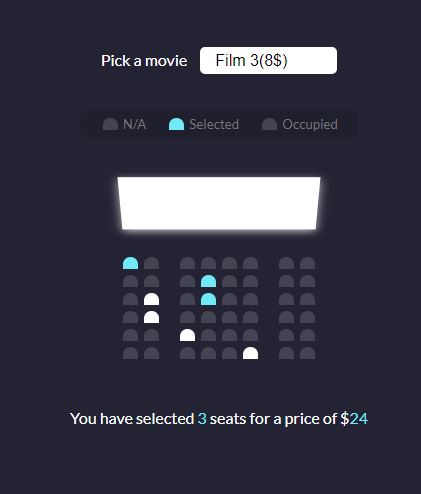 Pick a movie Film 3(8$)
N/A Selected Occupied
You have selected 3 seats for a price of $24